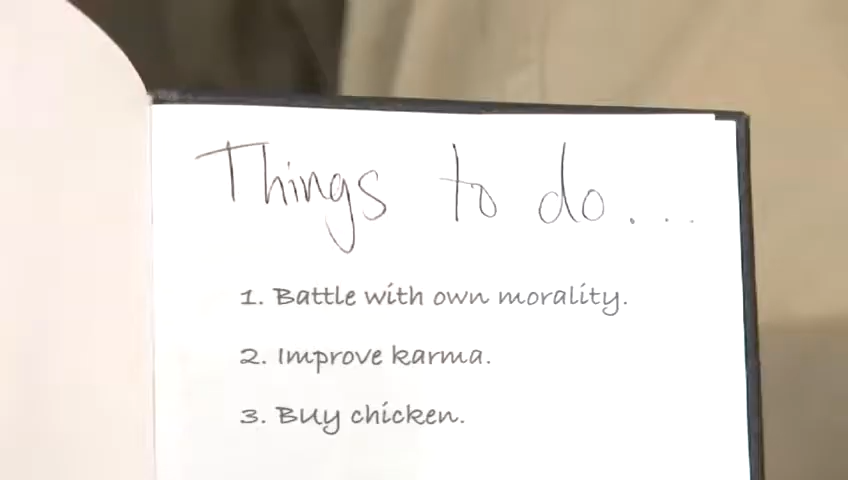 Things to do...
1. Battle with own morality.
2. Improve karma.
3. Buy chicken.